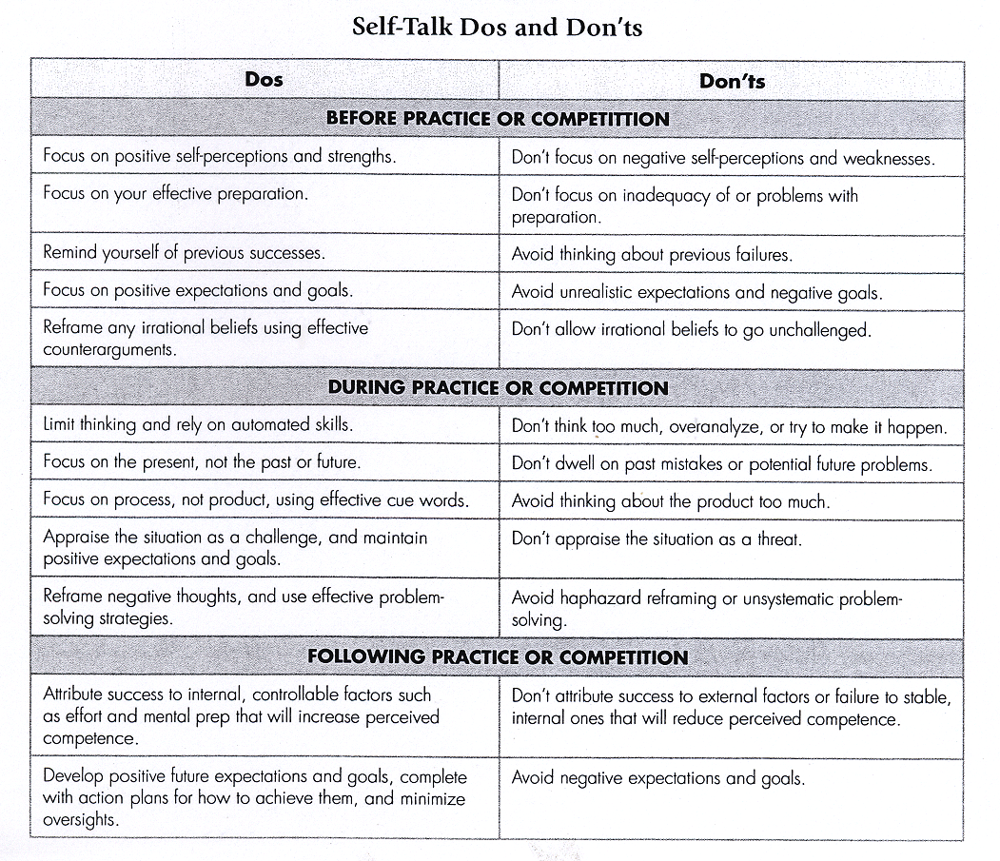 Self-Talk Dos and Don'ts
Dos
Don'ts
BEFORE PRACTICE OR COMPETITION
Focus on positive self-perceptions and strengths.
Don't focus on negative self-perceptions and weaknesses.
Focus on your effective preparation.
Don't focus on inadequacy of or problems with
preparation.
Remind yourself of previous successes.
Avoid thinking about previous failures.
Focus on positive expectations and goals.
Avoid unrealistic expectations and negative goals.
Reframe any irrational beliefs using effective
counterarguments.
Don't allow irrational beliefs to go unchallenged.
DURING PRACTICE OR COMPETITION
Limit thinking and rely on automated skills.
Don't think too much, overanalyze, or try to make it happen.
Focus on the present, not the past or future.
Don't dwell on past mistakes or potential future problems.
Focus on process, not product, using effective cue words.
Avoid thinking about the product too much.
Appraise the situation as a challenge, and maintain
positive expectations and goals.
Don't appraise the situation as a threat.
Reframe negative thoughts, and use effective problem-
solving strategies.
Avoid haphazard reframing or unsystematic problem-
solving.
FOLLOWING PRACTICE OR COMPETITION
Attribute success to internal, controllable factors such
as effort and mental prep that will increase perceived
competence.
Don't attribute success to external factors or failure to stable,
internal ones that will reduce perceived competence.
Develop positive future expectations and goals, complete
with action plans for how to achieve them, and minimize
oversights.
Avoid negative expectations and goals.